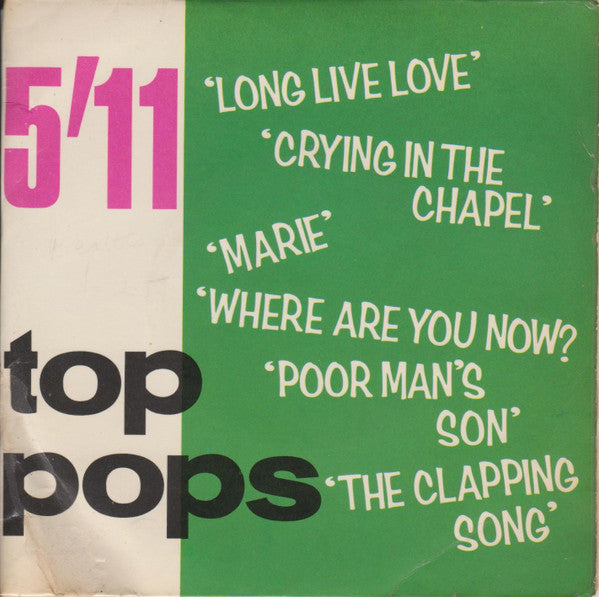 5'11
'LONG LIVE LOVE'
'CRYING IN THE
CHAPEL'
'MARIE'
'WHERE ARE YOU NOW?
'POOR MAN'S
SON'
'THE CLAPPING
SONG'
top
pops